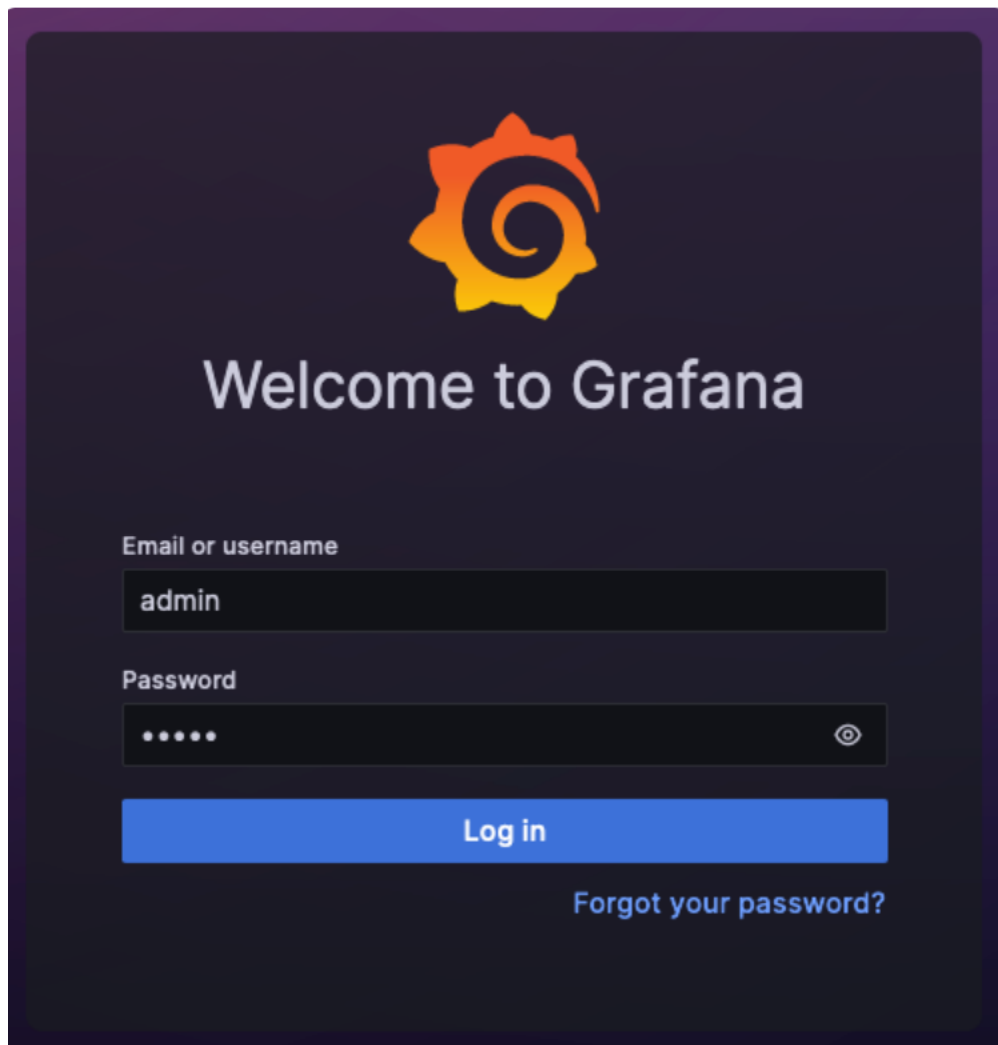 Welcome to Grafana
Email or username
admin
Password
•••••
Log in
Forgot your password?